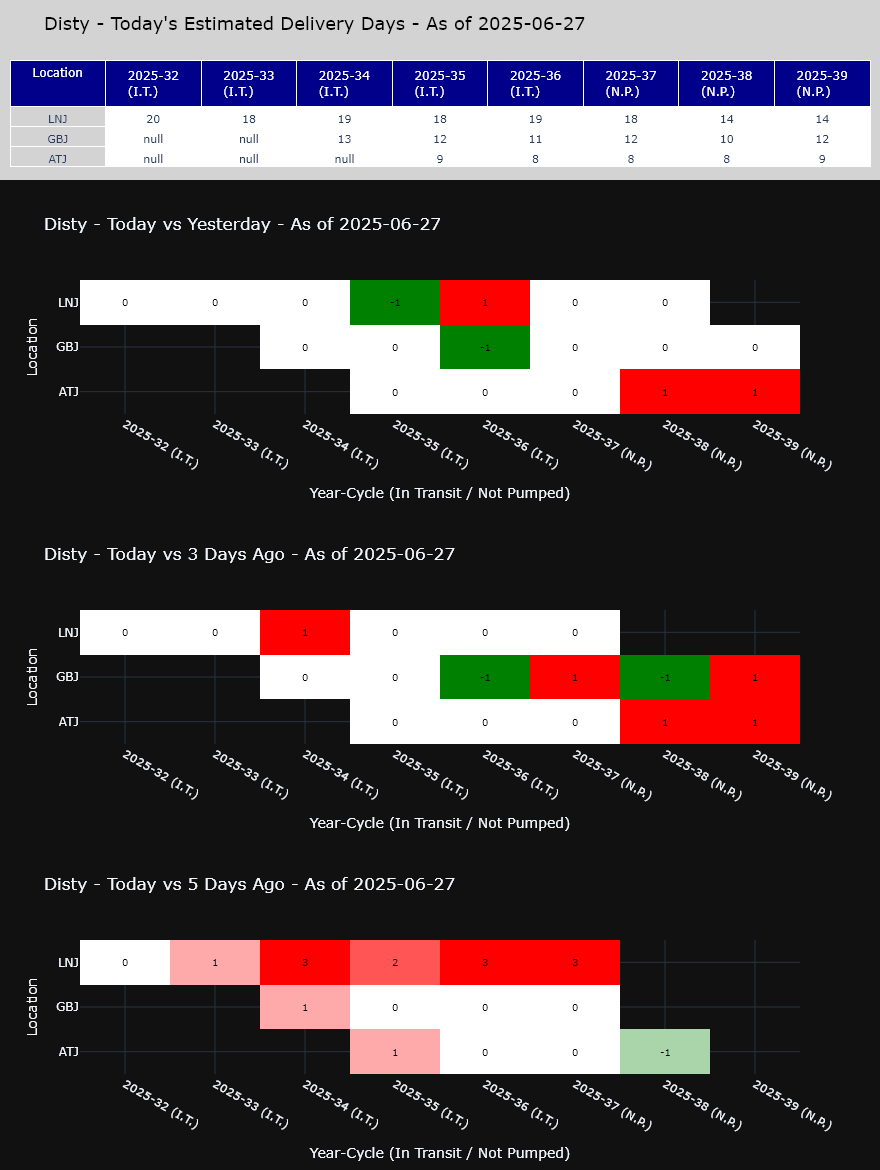 Disty - Today's Estimated Delivery Days - As of 2025-06-27
Location 2025-32 (I.T.) 2025-33 (I.T.) 2025-34 (I.T.) 2025-35 (I.T.) 2025-36 (I.T.) 2025-37 (N.P.) 2025-38 (N.P.) 2025-39 (N.P.)
LNJ 20 18 19 18 19 18 14 14
GBJ null null 13 12 11 12 10 12
ATJ null null null 9 8 8 8 9
Disty - Today vs Yesterday - As of 2025-06-27
Location
LNJ 0 0 0 -1 1 0 0
GBJ 0 0 -1 0 0 0
ATJ 0 0 0 1 1
2025-32 (I.T.) 2025-33 (I.T.) 2025-34 (I.T.) 2025-35 (I.T.) 2025-36 (I.T.) 2025-37 (N.P.) 2025-38 (N.P.) 2025-39 (N.P.)
Year-Cycle (In Transit / Not Pumped)
Disty - Today vs 3 Days Ago - As of 2025-06-27
Location
LNJ 0 0 1 0 0 0
GBJ 0 0 -1 1 -1 1
ATJ 0 0 0 1 1
2025-32 (I.T.) 2025-33 (I.T.) 2025-34 (I.T.) 2025-35 (I.T.) 2025-36 (I.T.) 2025-37 (N.P.) 2025-38 (N.P.) 2025-39 (N.P.)
Year-Cycle (In Transit / Not Pumped)
Disty - Today vs 5 Days Ago - As of 2025-06-27
Location
LNJ 0 1 3 2 3 3
GBJ 1 0 0 0
ATJ 1 0 0 -1
2025-32 (I.T.) 2025-33 (I.T.) 2025-34 (I.T.) 2025-35 (I.T.) 2025-36 (I.T.) 2025-37 (N.P.) 2025-38 (N.P.) 2025-39 (N.P.)
Year-Cycle (In Transit / Not Pumped)